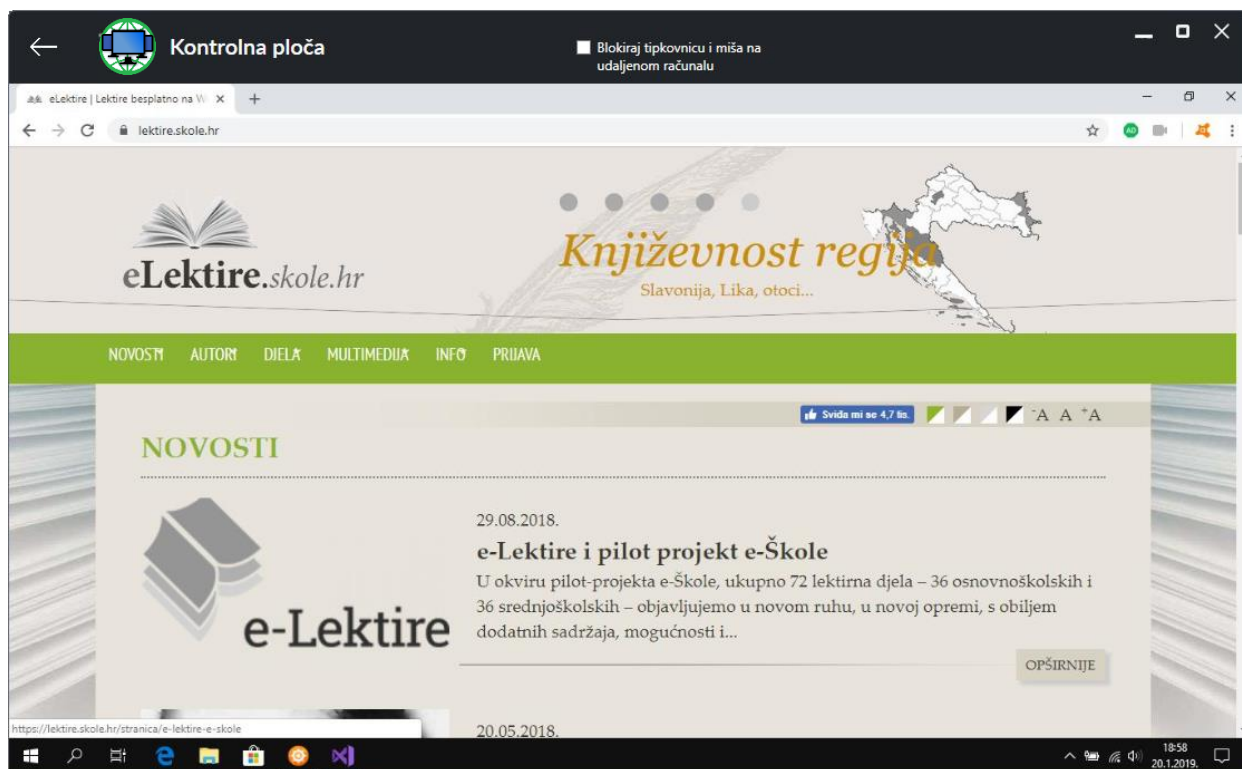 Kontrolna ploča
Blokiraj tipkovnicu i miša na
udaljenom računalu
eLektire | Lektire besplatno na W
lektire.skole.hr
AD
eLektire.skole.hr
Književnost regija
Slavonija, Lika, otoci...
NOVOSTI AUTORI DJELA MULTIMEDIJA INFO PRIJAVA
Sviđa mi se 4,7 tis.
-A A +A
NOVOSTI
e-Lektire
29.08.2018.
e-Lektire i pilot projekt e-Škole
U okviru pilot-projekta e-Škole, ukupno 72 lektirna djela – 36 osnovnoškolskih i
36 srednjoškolskih – objavljujemo u novom ruhu, u novoj opremi, s obiljem
dodatnih sadržaja, mogućnosti i...
OPŠIRNIJE
20.05.2018.
https://lektire.skole.hr/stranica/e-lektire-e-skole
18:58
20.1.2019.